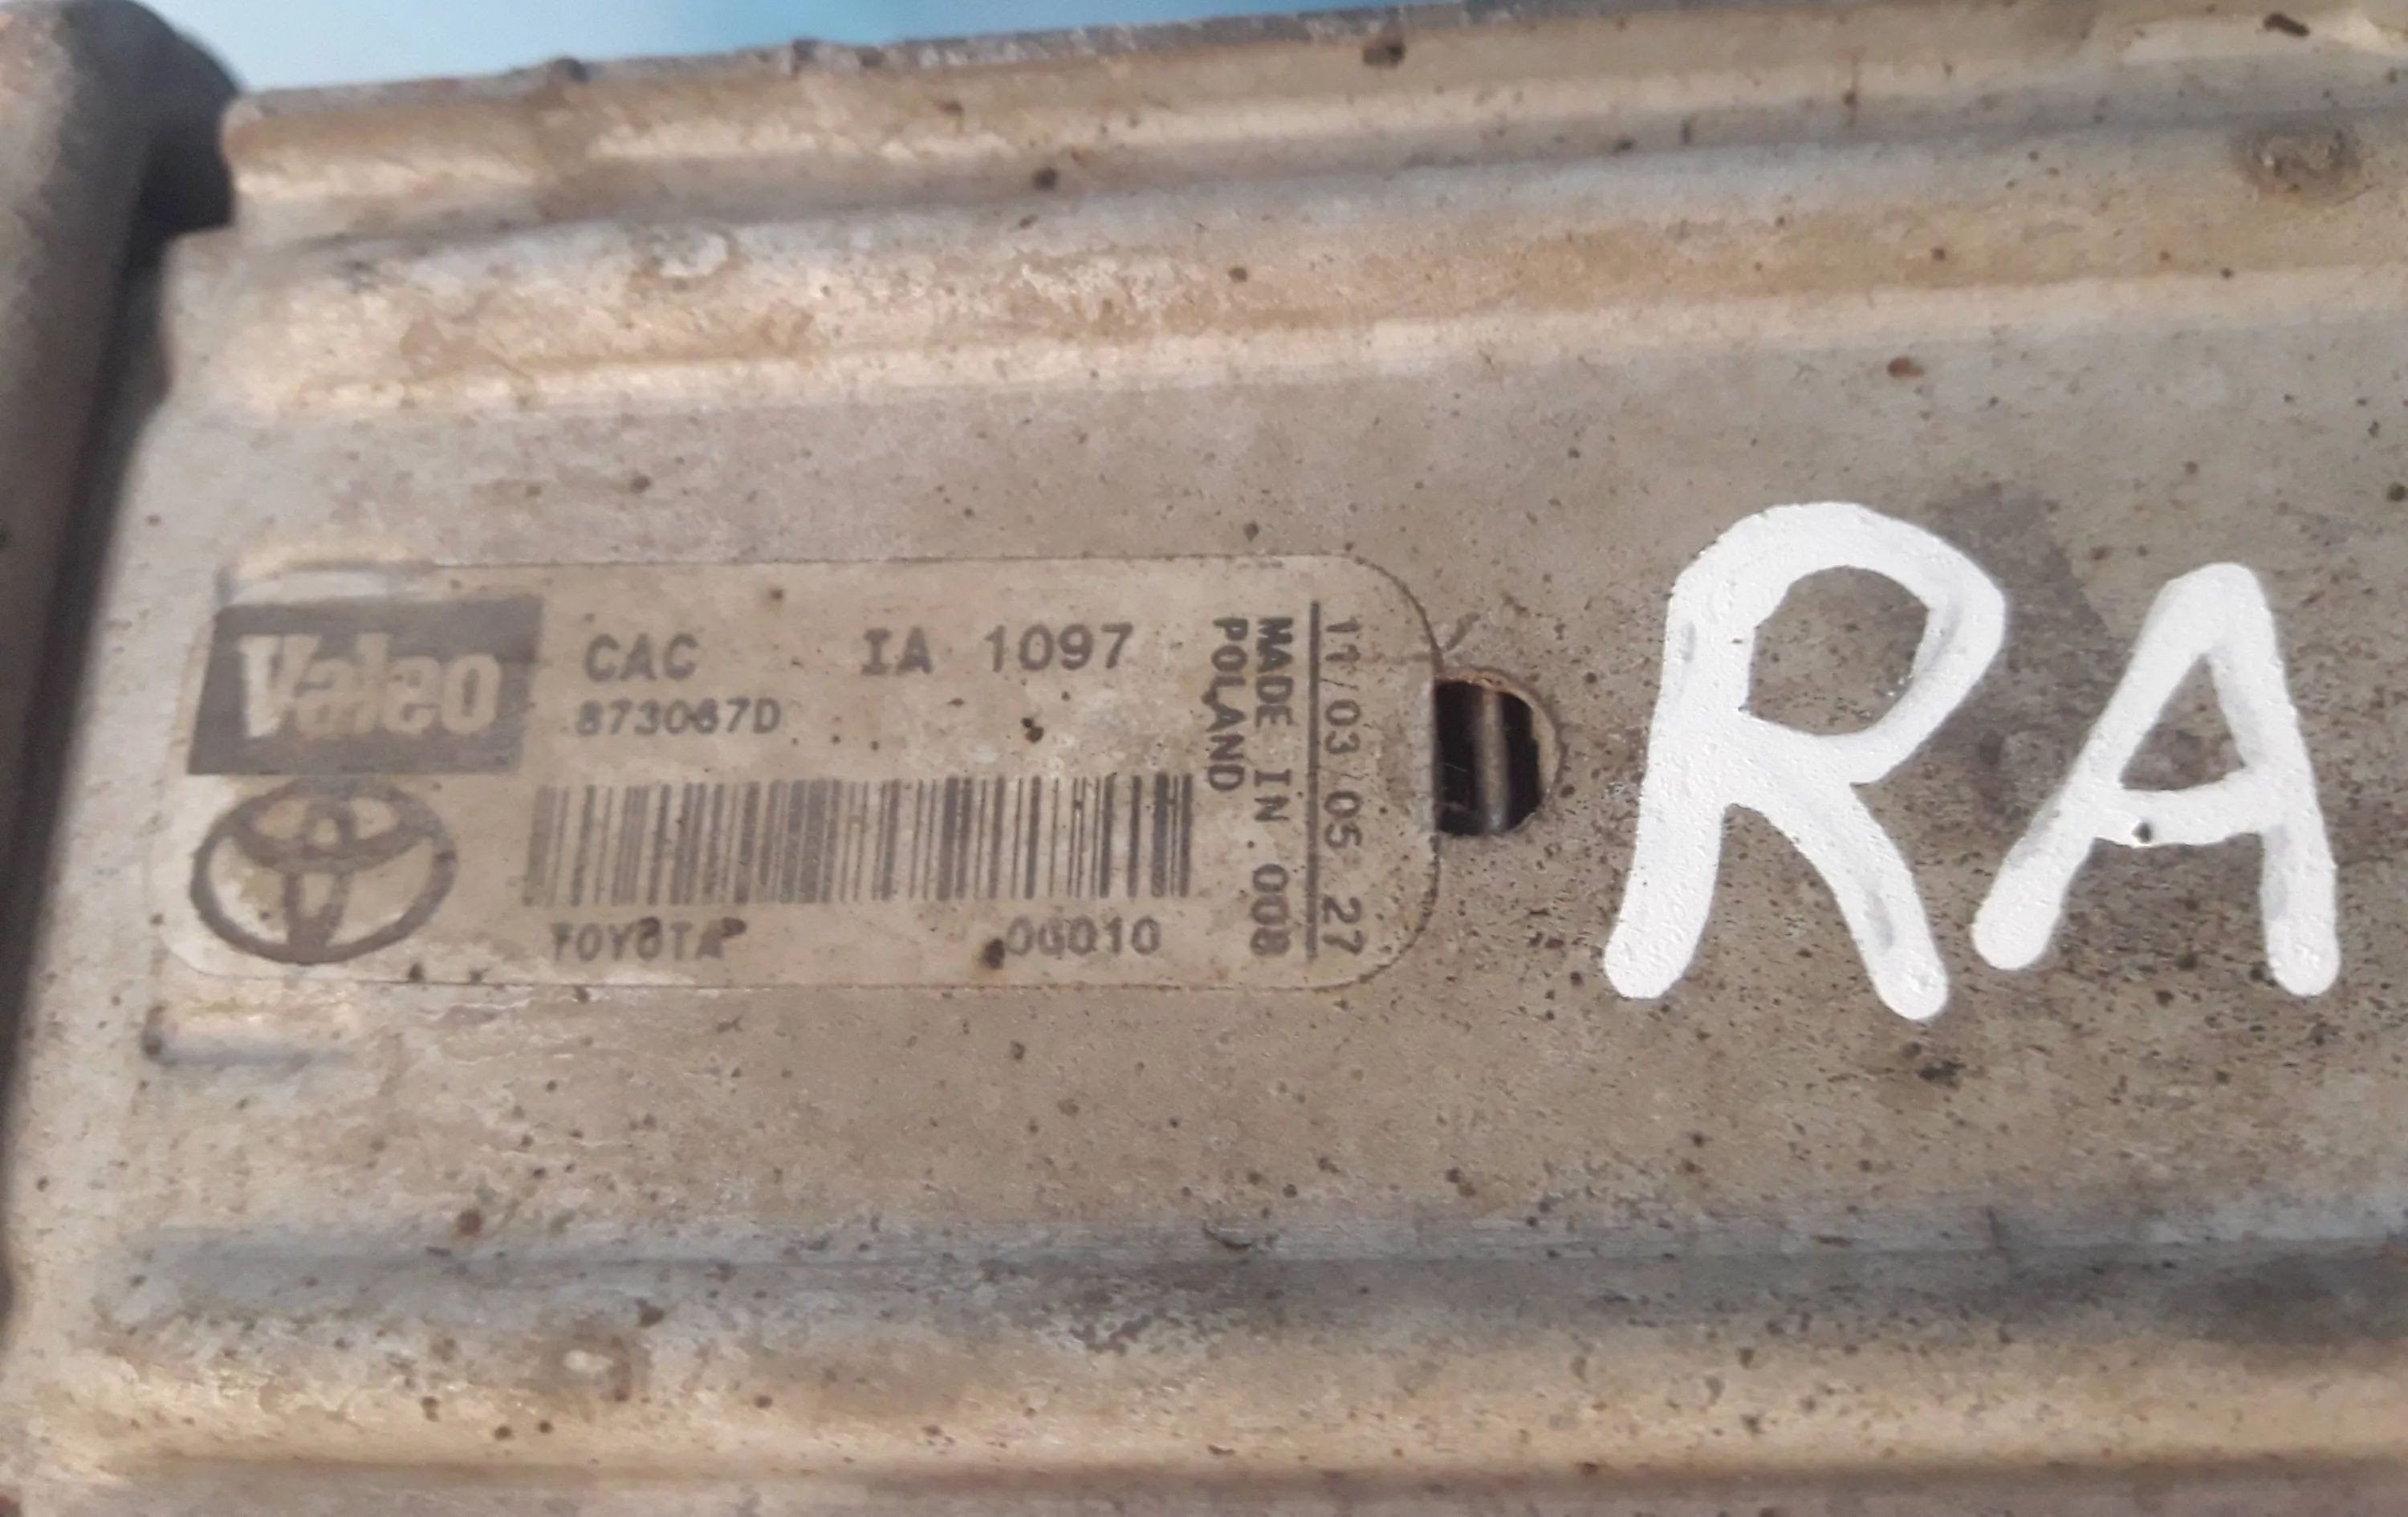 Valeo
CAC IA 1097
873067D
TOYOTA 0G010
MADE IN . 008
POLAND
11/03/05 27
RA